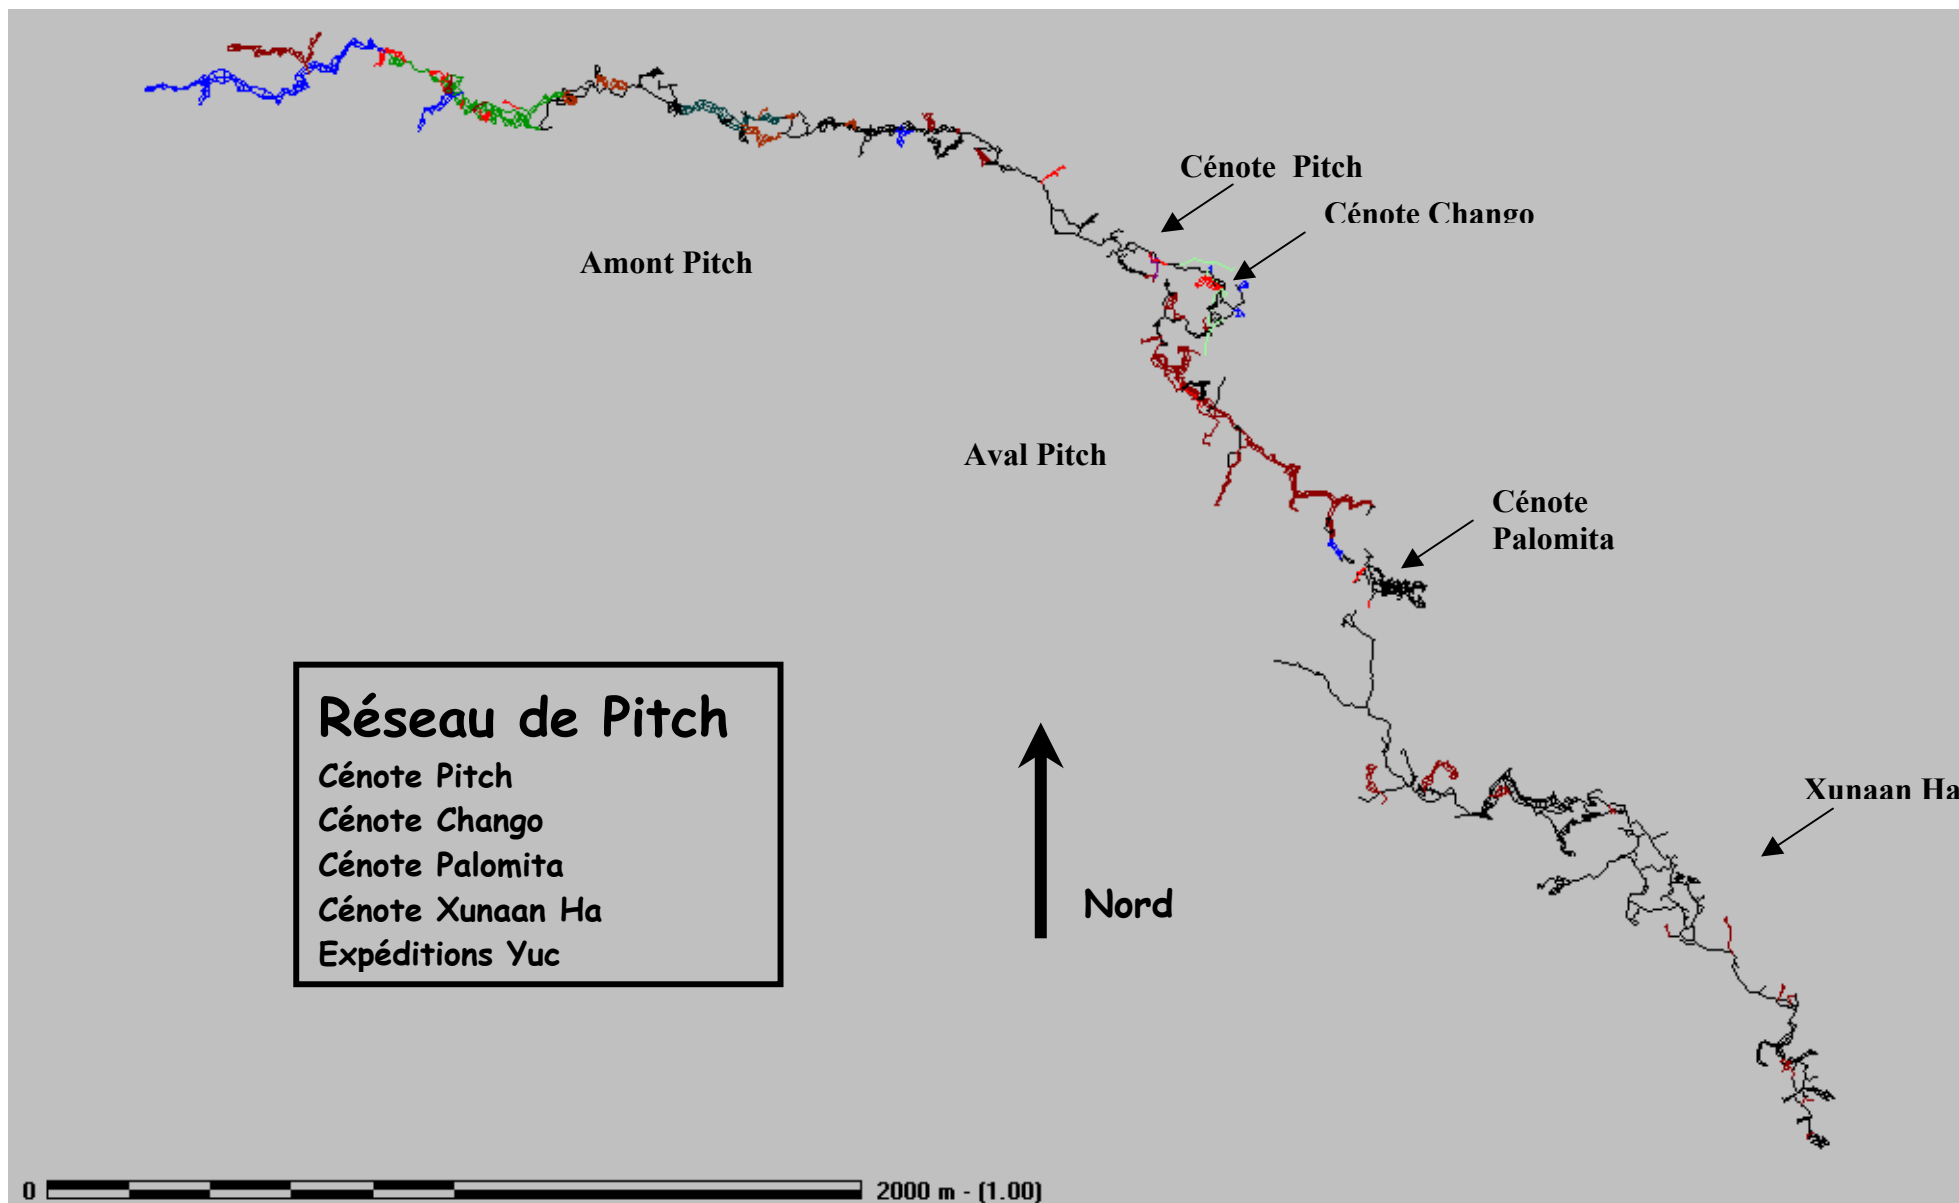 Cénote Pitch
Cénote Chango
Amont Pitch
Aval Pitch
Cénote
Palomita
Réseau de Pitch
Cénote Pitch
Cénote Chango
Cénote Palomita
Cénote Xunaan Ha
Expéditions Yuc
Nord
Xunaan Ha
0
2000 m - (1.00)